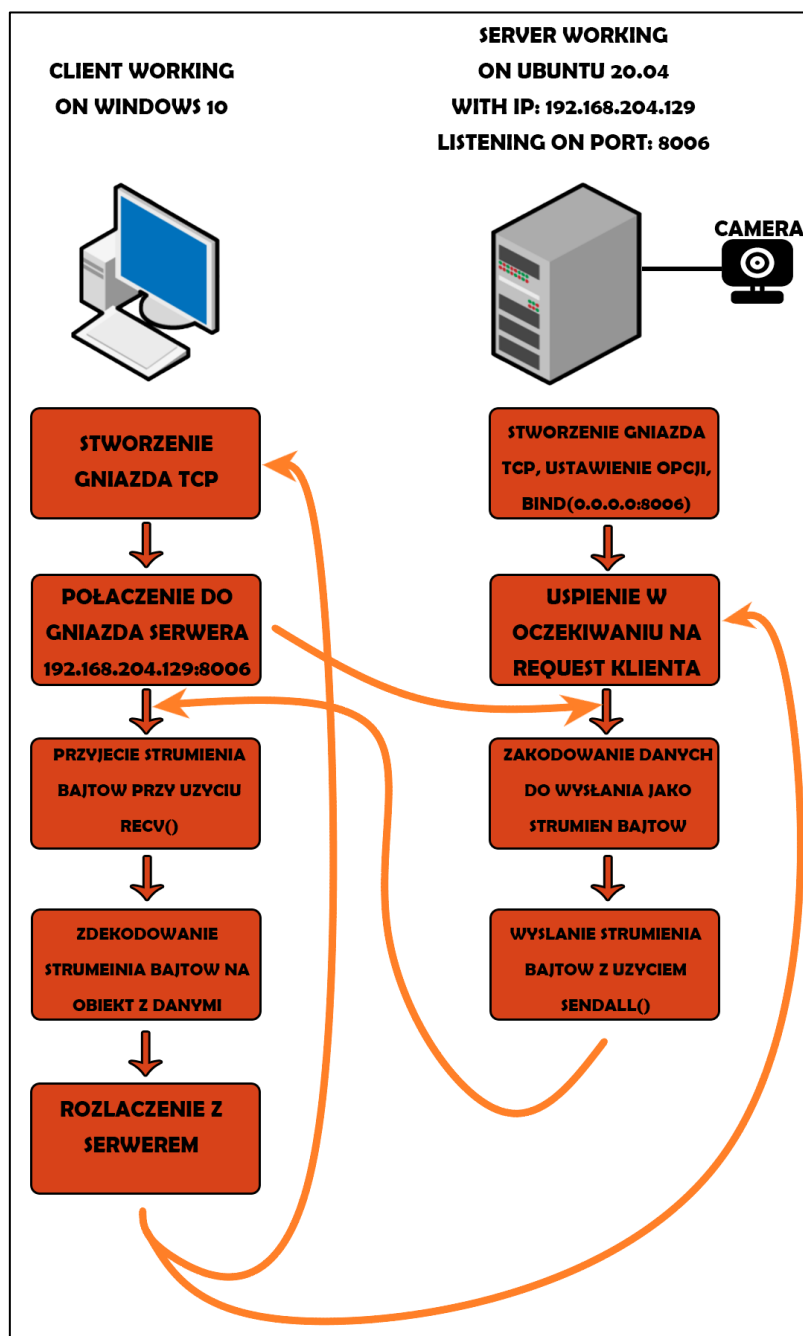 CLIENT WORKING
ON WINDOWS 10
SERVER WORKING
ON UBUNTU 20.04
WITH IP: 192.168.204.129
LISTENING ON PORT: 8006
CAMERA
STWORZENIE
GNIAZDA TCP
POŁACZENIE DO
GNIAZDA SERWERA
192.168.204.129:8006
PRZYJECIE STRUMIENIA
BAJTOW PRZY UZYCIU
RECV()
ZDEKODOWANIE
STRUMEINIA BAJTOW NA
OBIEKT Z DANYMI
ROZLACZENIE Z
SERWEREM
STWORZENIE GNIAZDA
TCP, USTAWIENIE OPCJI,
BIND(0.0.0.0:8006)
USPIENIE W
OCZEKIWANIU NA
REQUEST KLIENTA
ZAKODOWANIE DANYCH
DO WYSŁANIA JAKO
STRUMIEN BAJTOW
WYSLANIE STRUMIENIA
BAJTOW Z UZYCIEM
SENDALL()